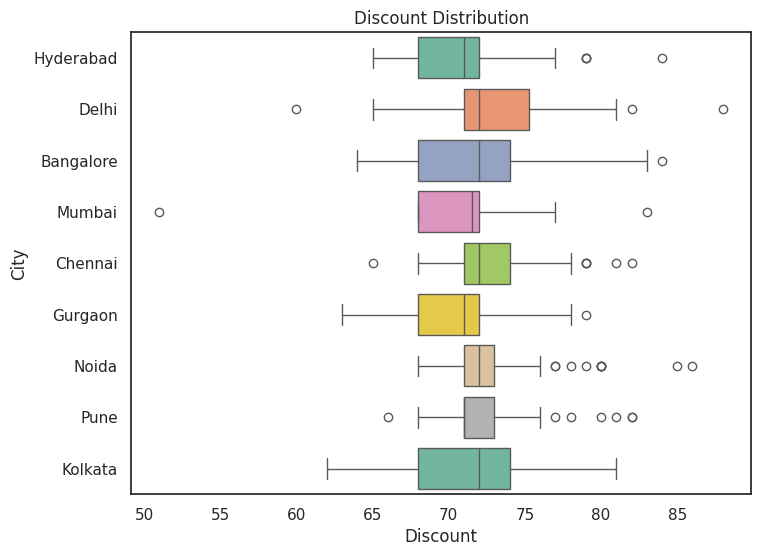 Discount Distribution
Hyderabad
Delhi
Bangalore
Mumbai
Chennai
Gurgaon
Noida
Pune
Kolkata
City
50 55 60 65 70 75 80 85
Discount